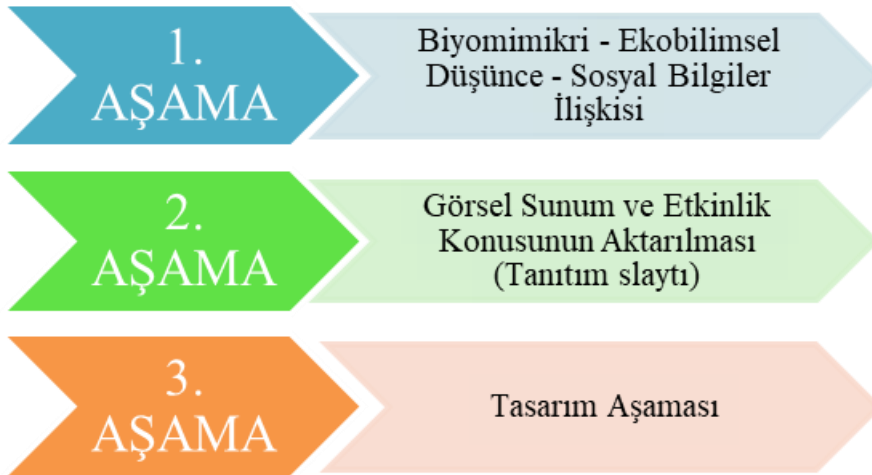 1.
AŞAMA
Biyomimikri - Ekobilimsel
Düşünce - Sosyal Bilgiler
İlişkisi
2.
AŞAMA
Görsel Sunum ve Etkinlik
Konusunun Aktarılması
(Tanıtım slaytı)
3.
AŞAMA
Tasarım Aşaması